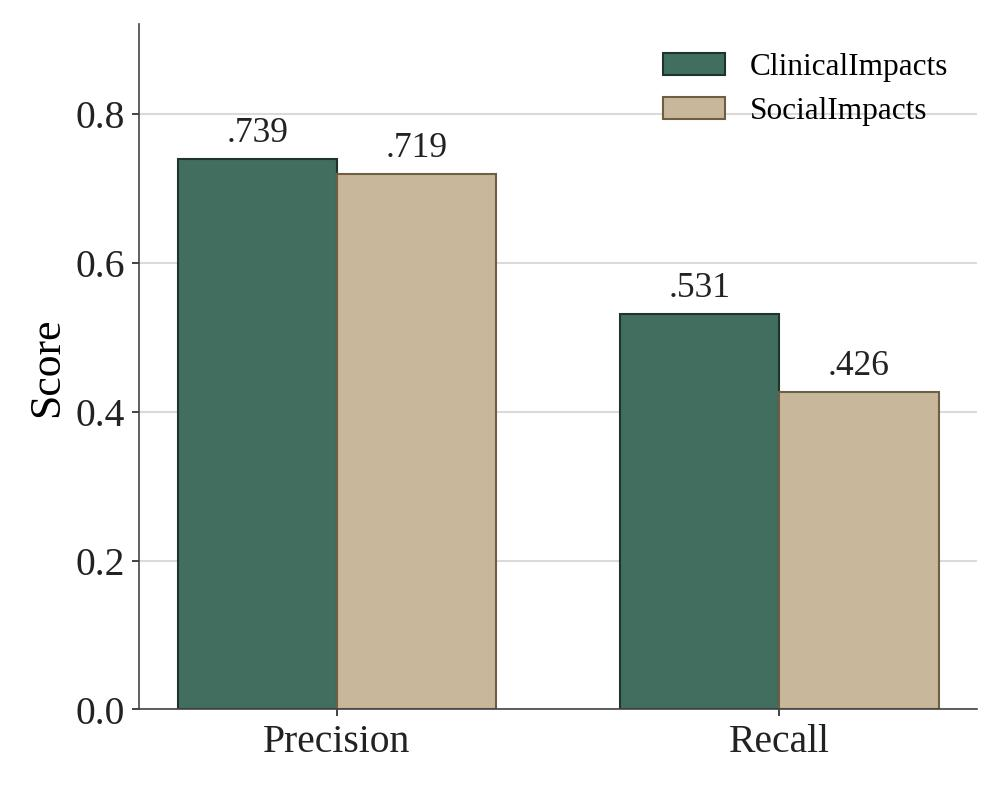 ClinicalImpacts
SocialImpacts
Score
0.8
0.6
0.4
0.2
0.0
.739
.719
.531
.426
Precision
Recall